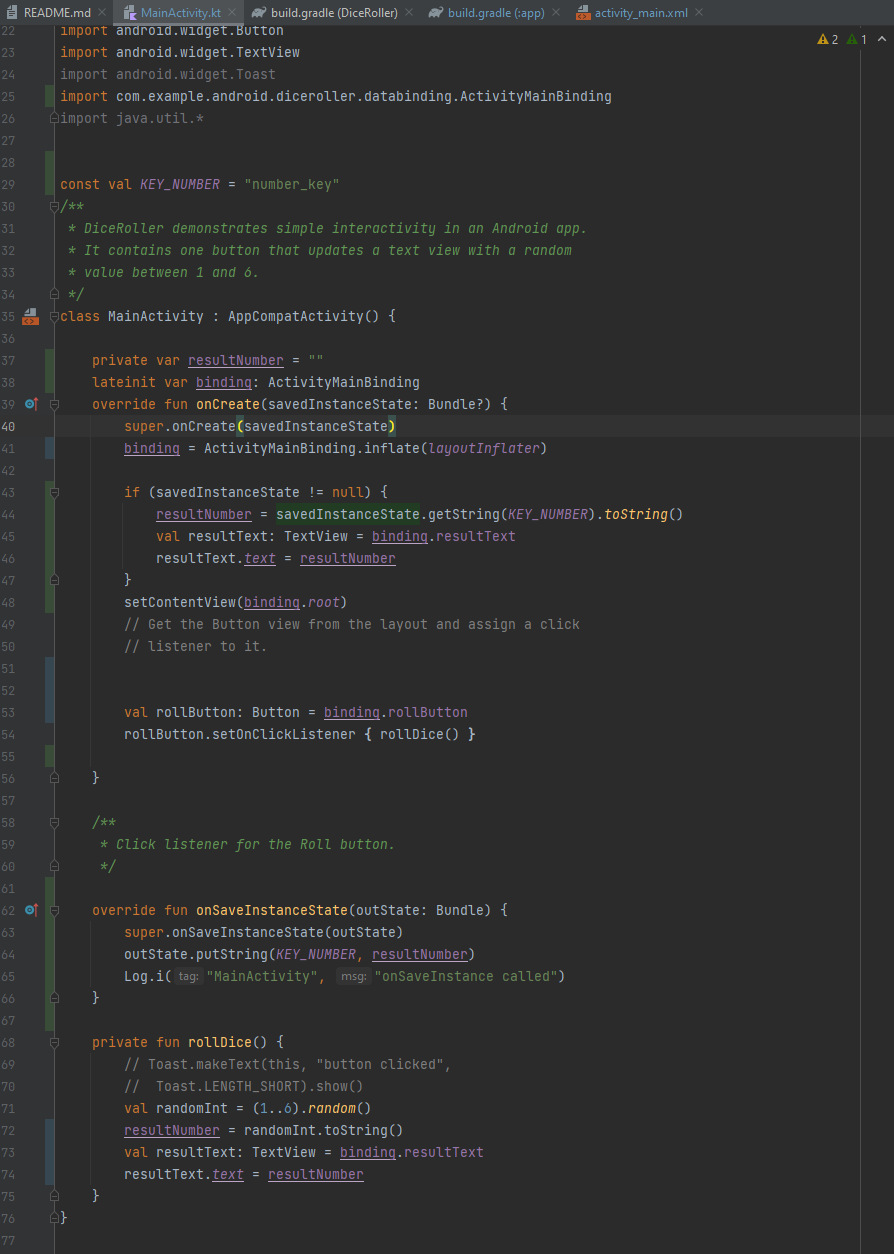 README.md MainActivity.kt build.gradle (DiceRoller) build.gradle (:app) activity_main.xml
22 import android.widget.Button
2 1
23 import android.widget.TextView
24 import android.widget.Toast
25 import com.example.android.diceroller.databinding.ActivityMainBinding
26 import java.util.*
27
28
29 const val KEY_NUMBER = "number_key"
30 /**
31 * DiceRoller demonstrates simple interactivity in an Android app.
32 * It contains one button that updates a text view with a random
33 * value between 1 and 6.
34 */
35 class MainActivity : AppCompatActivity() {
36
37 private var resultNumber = ""
38 lateinit var binding: ActivityMainBinding
39 override fun onCreate(savedInstanceState: Bundle?) {
40 super.onCreate(savedInstanceState)
41 binding = ActivityMainBinding.inflate(layoutInflater)
42
43 if (savedInstanceState != null) {
44 resultNumber = savedInstanceState.getString(KEY_NUMBER).toString()
45 val resultText: TextView = binding.resultText
46 resultText.text = resultNumber
47 }
48 setContentView(binding.root)
49 // Get the Button view from the layout and assign a click
50 // listener to it.
51
52
53 val rollButton: Button = binding.rollButton
54 rollButton.setOnClickListener { rollDice() }
55
56 }
57
58 /**
59 * Click listener for the Roll button.
60 */
61
62 override fun onSaveInstanceState(outState: Bundle) {
63 super.onSaveInstanceState(outState)
64 outState.putString(KEY_NUMBER, resultNumber)
65 Log.i( tag: "MainActivity", msg: "onSaveInstance called")
66 }
67
68 private fun rollDice() {
69 // Toast.makeText(this, "button clicked",
70 //  Toast.LENGTH_SHORT).show()
71 val randomInt = (1..6).random()
72 resultNumber = randomInt.toString()
73 val resultText: TextView = binding.resultText
74 resultText.text = resultNumber
75 }
76 }
77